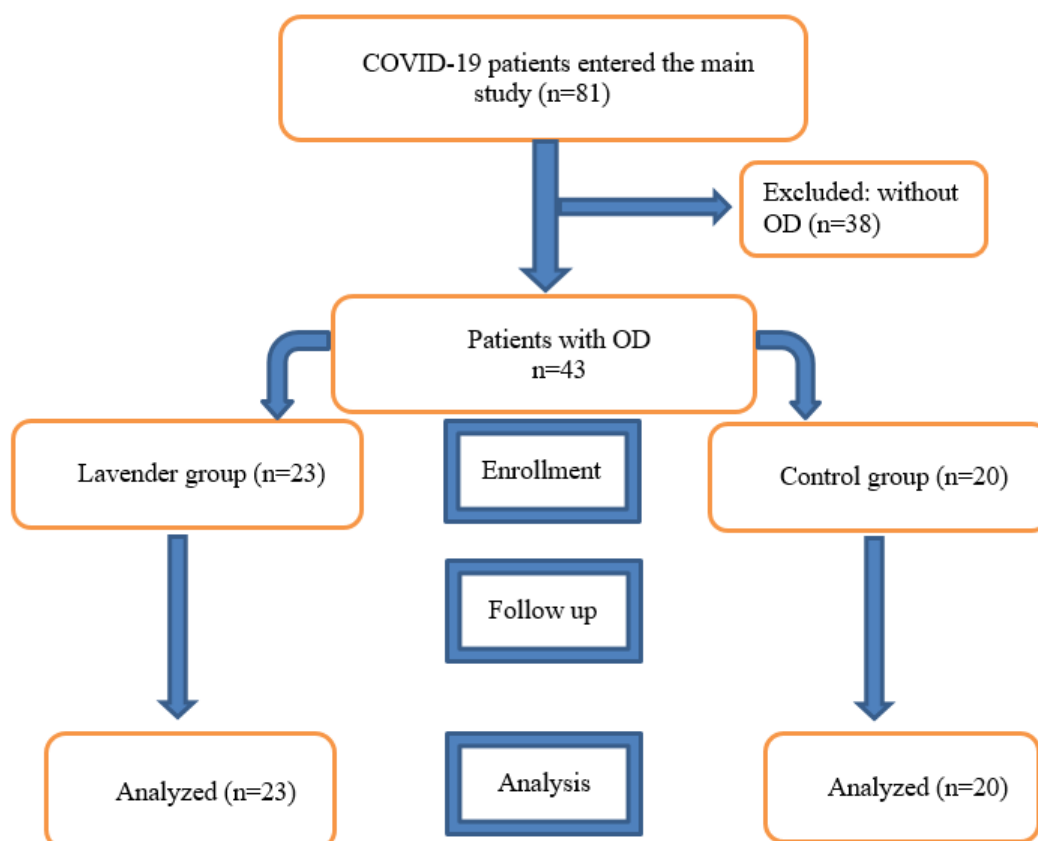 COVID-19 patients entered the main
study (n=81)
Excluded: without
OD (n=38)
Patients with OD
n=43
Lavender group (n=23)
Enrollment
Control group (n=20)
Follow up
Analyzed (n=23)
Analysis
Analyzed (n=20)